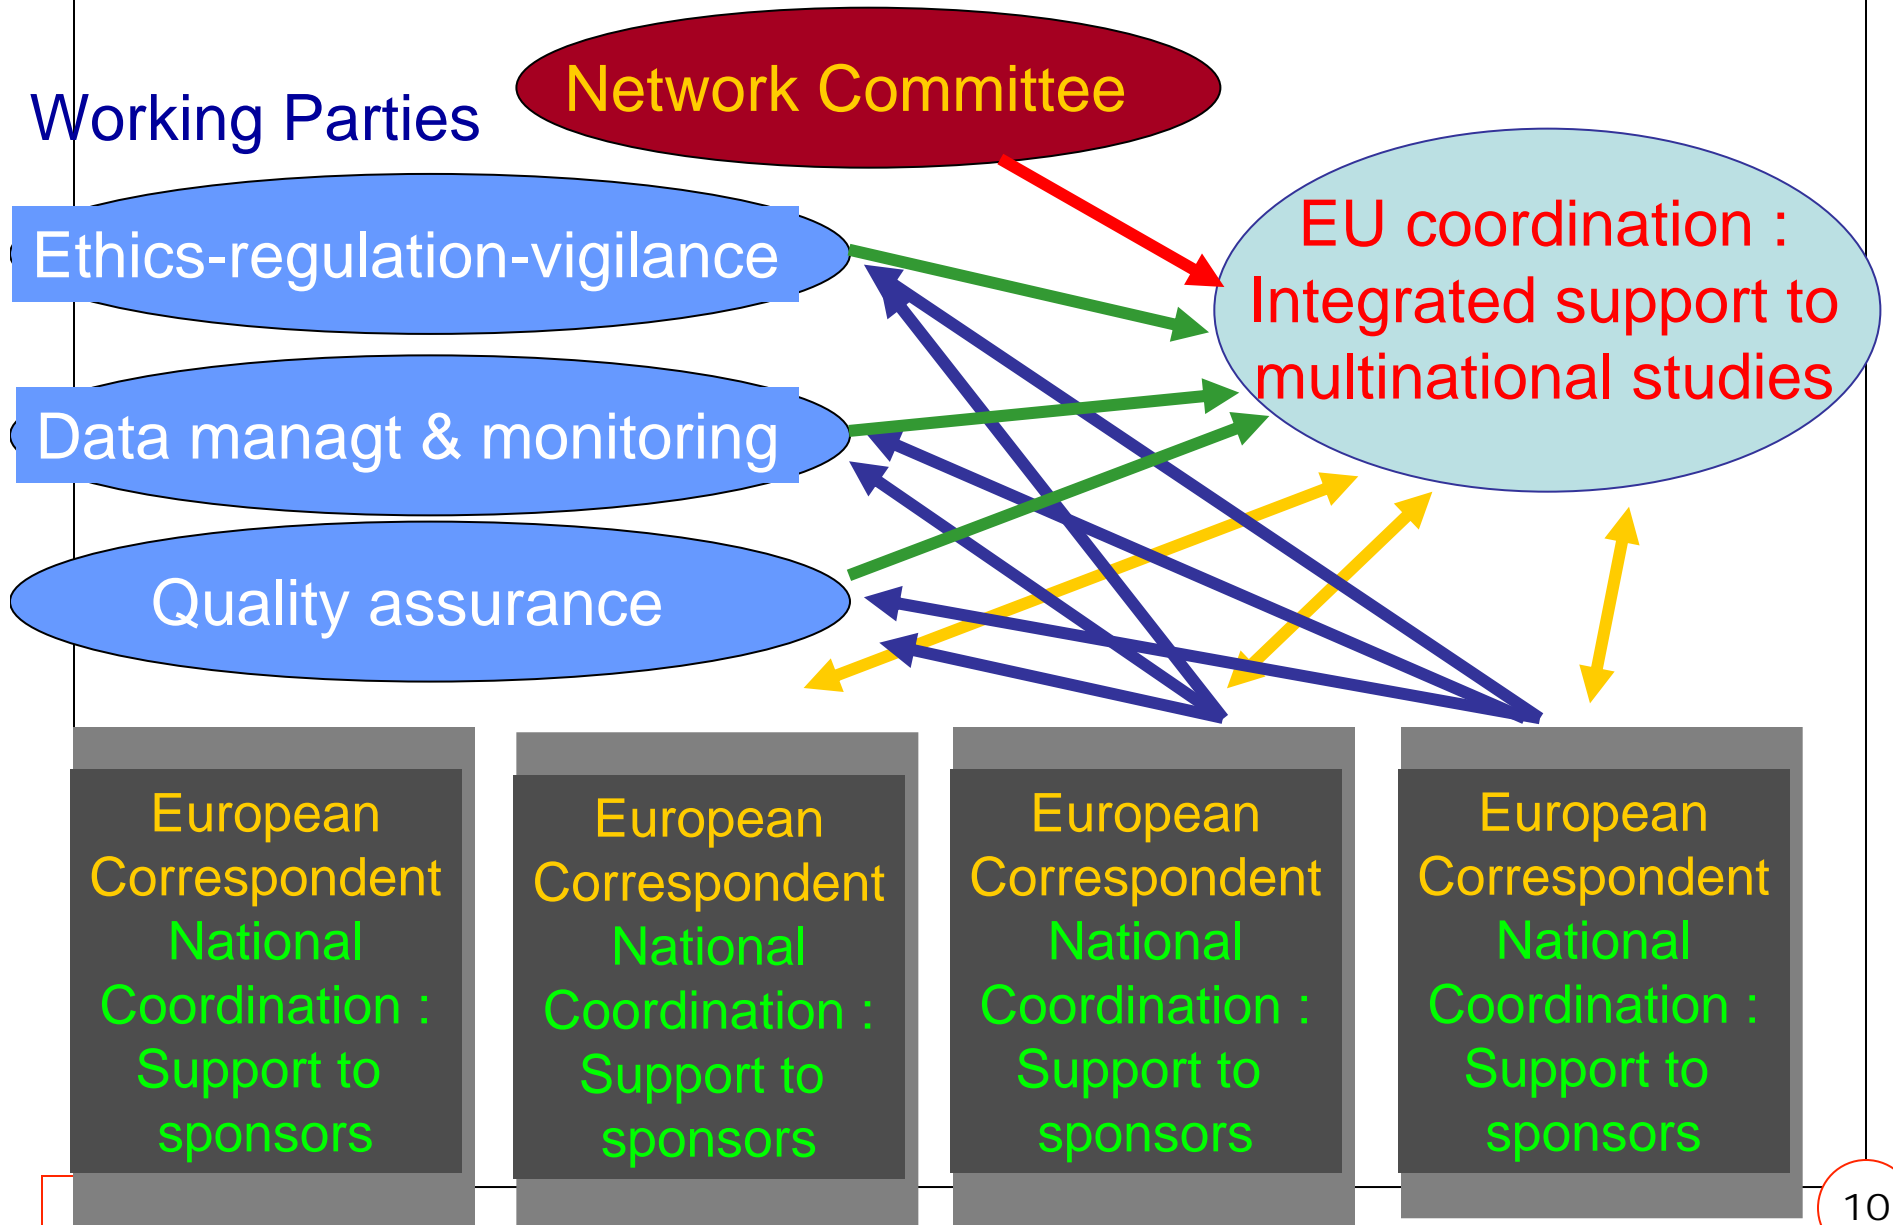 Network Committee
Working Parties
Ethics-regulation-vigilance
EU coordination :
Integrated support to
multinational studies
Data managt & monitoring
Quality assurance
European
Correspondent
National
Coordination :
Support to
sponsors
European
Correspondent
National
Coordination :
Support to
sponsors
European
Correspondent
National
Coordination :
Support to
sponsors
European
Correspondent
National
Coordination :
Support to
sponsors
10